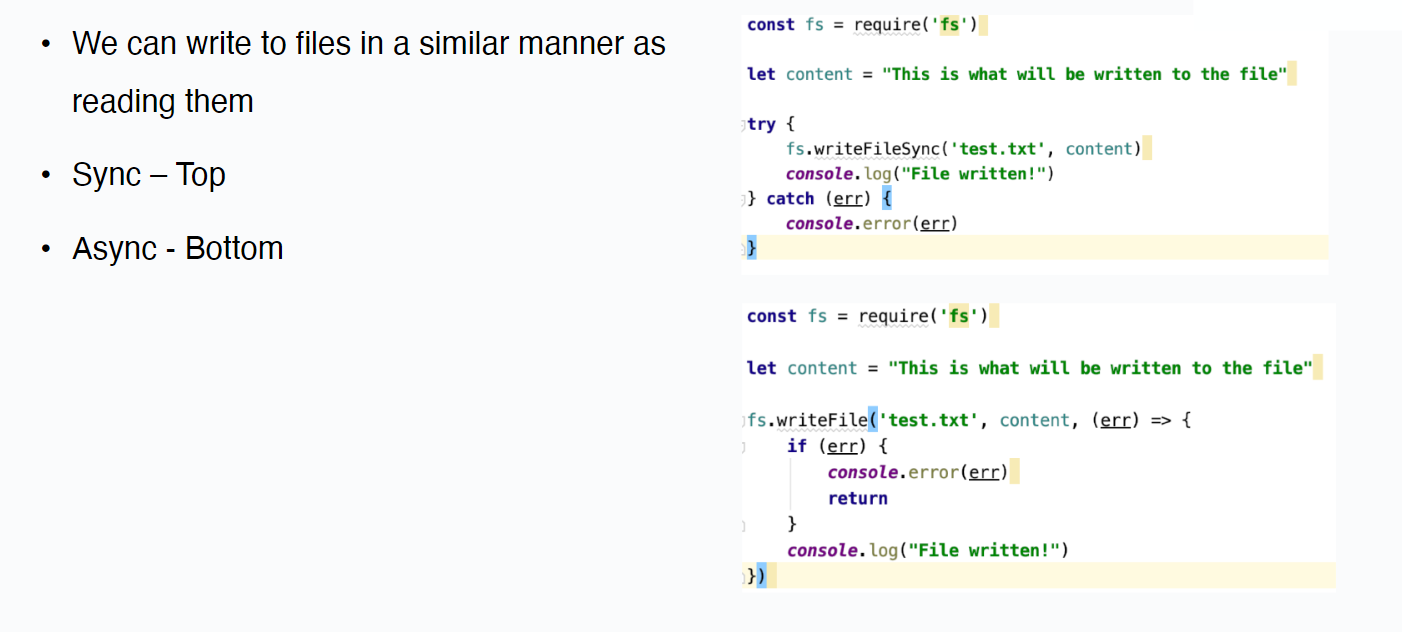 • We can write to files in a similar manner as
reading them
• Sync – Top
• Async - Bottom
const fs = require('fs')
let content = "This is what will be written to the file"
try {
    fs.writeFileSync('test.txt', content)
    console.log("File written!")
} catch (err) {
    console.error(err)
}
const fs = require('fs')
let content = "This is what will be written to the file"
fs.writeFile('test.txt', content, (err) => {
    if (err) {
        console.error(err)
        return
    }
    console.log("File written!")
})